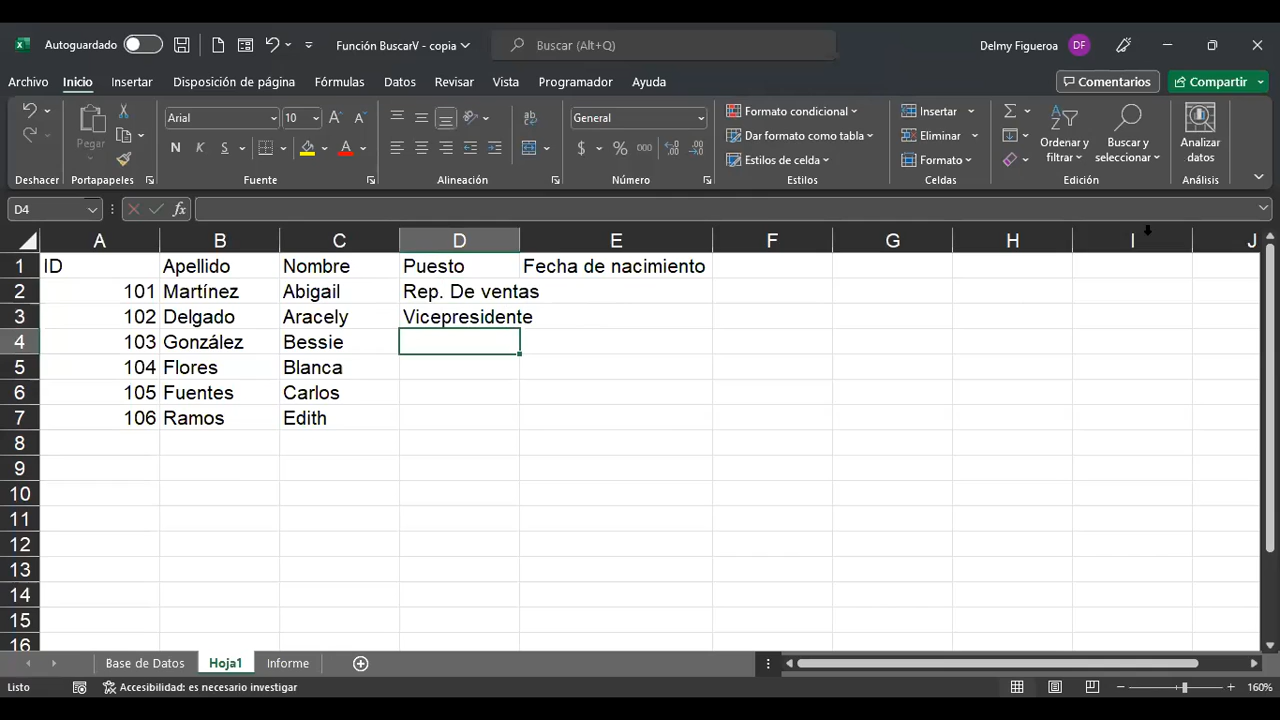 Autoguardado Función BuscarV - copia Buscar (Alt+Q) Delmy Figueroa DF
Archivo Inicio Insertar Disposición de página Fórmulas Datos Revisar Vista Programador Ayuda Comentarios Compartir
Pegar Arial 10 General Formato condicional Insertar
Dar formato como tabla Eliminar Ordenar y filtrar Buscar y seleccionar Analizar datos
N K S $ % 000 Estilos de celda Formato
Deshacer Portapapeles Fuente Alineación Número Estilos Celdas Edición Análisis
D4 fx
A B C D E F G H I J
1 ID Apellido Nombre Puesto Fecha de nacimiento
2 101 Martínez Abigail Rep. De ventas
3 102 Delgado Aracely Vicepresidente
4 103 González Bessie
5 104 Flores Blanca
6 105 Fuentes Carlos
7 106 Ramos Edith
8
9
10
11
12
13
14
15
16
Base de Datos Hoja1 Informe
Listo Accesibilidad: es necesario investigar 160%